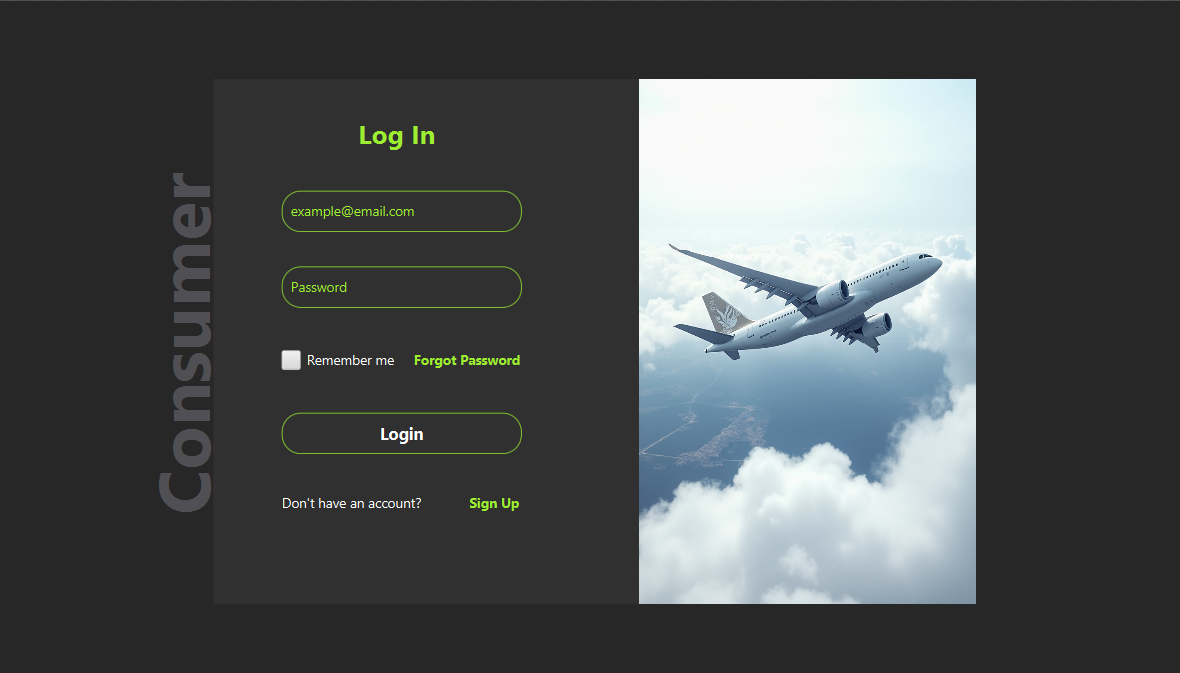 Consumer
Log In
example@email.com
Password
Remember me Forgot Password
Login
Don't have an account? Sign Up